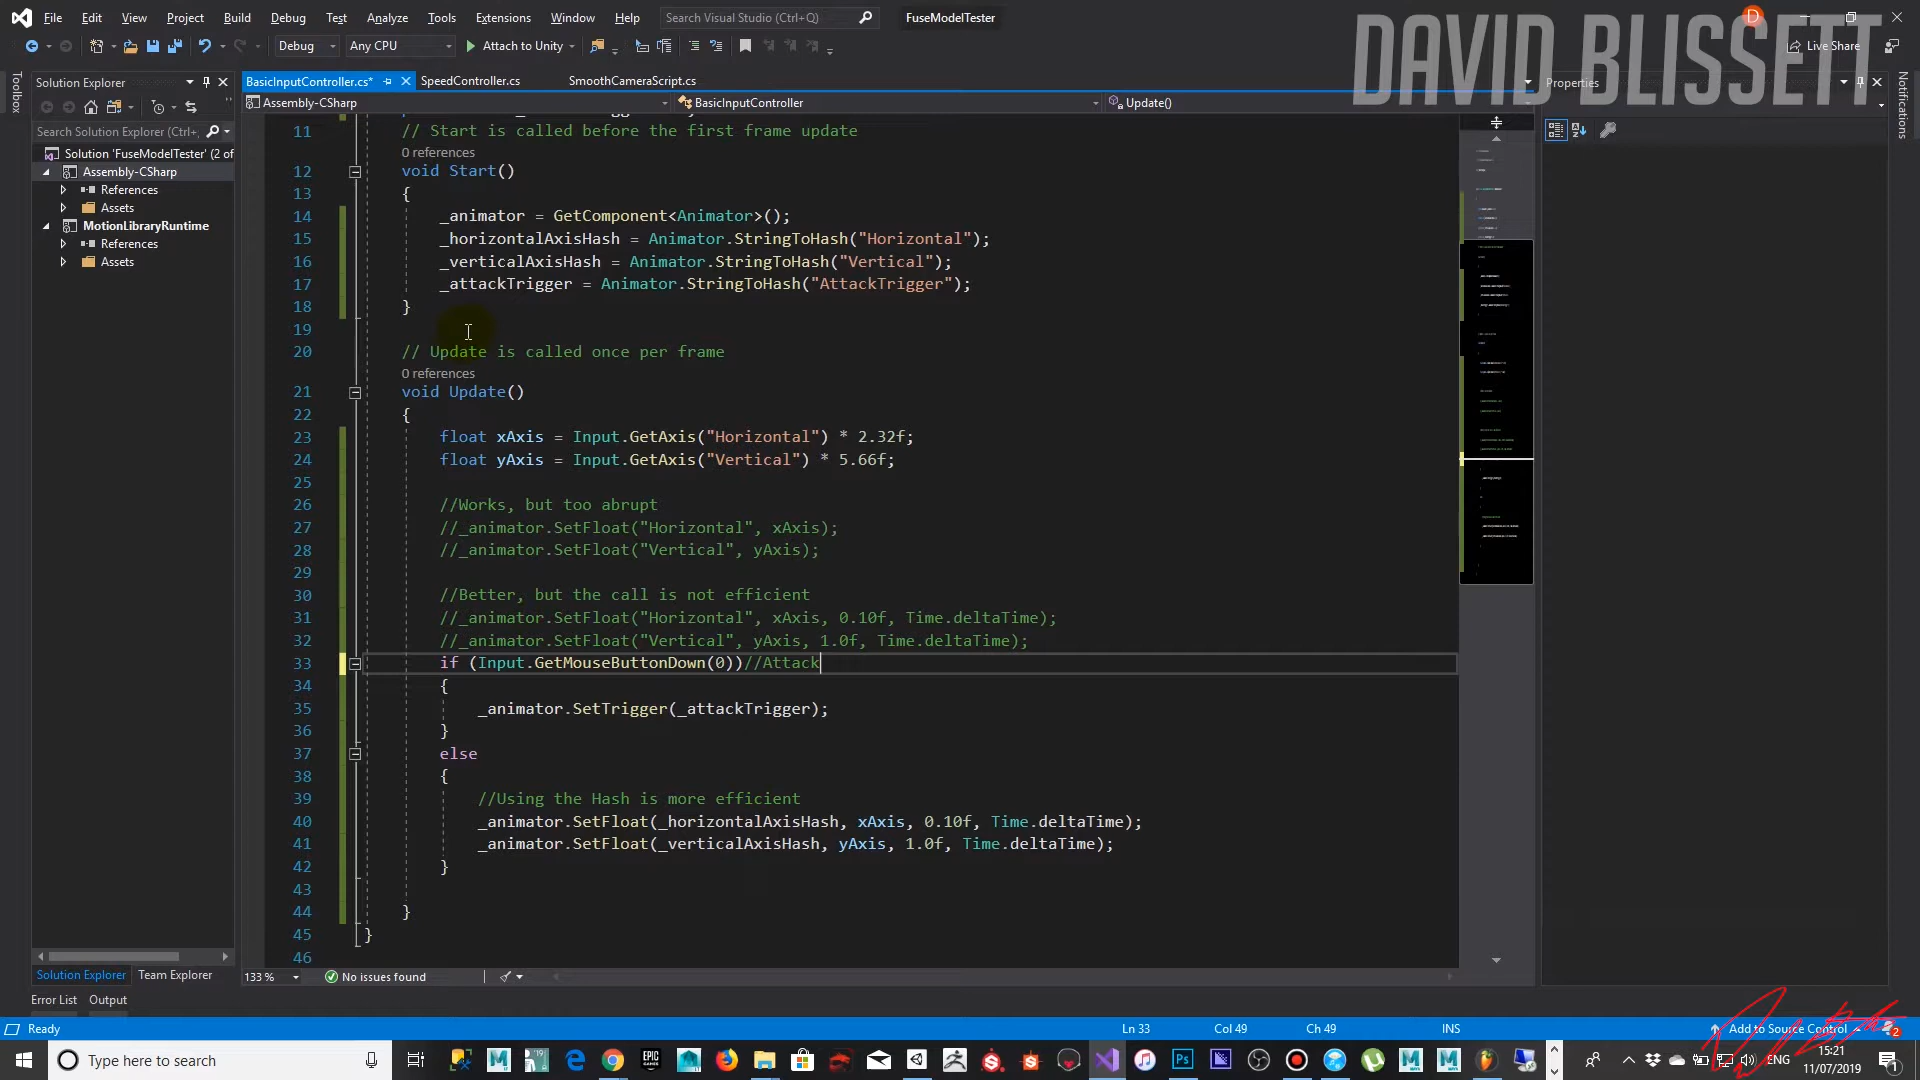 File Edit View Project Build Debug Test Analyze Tools Extensions Window Help Search Visual Studio (Ctrl+Q) FuseModelTester D
DAVID BLISSETT
Debug Any CPU Attach to Unity Live Share
Toolbox
Solution Explorer
BasicInputController.cs* SpeedController.cs SmoothCameraScript.cs
Properties
Notifications
Assembly-CSharp BasicInputController Update()
Search Solution Explorer (Ctrl+
Solution 'FuseModelTester' (2 of
Assembly-CSharp
References
Assets
MotionLibraryRuntime
References
Assets
11 // Start is called before the first frame update
0 references
12 void Start()
13 {
14 _animator = GetComponent<Animator>();
15 _horizontalAxisHash = Animator.StringToHash("Horizontal");
16 _verticalAxisHash = Animator.StringToHash("Vertical");
17 _attackTrigger = Animator.StringToHash("AttackTrigger");
18 }
19
20 // Update is called once per frame
0 references
21 void Update()
22 {
23 float xAxis = Input.GetAxis("Horizontal") * 2.32f;
24 float yAxis = Input.GetAxis("Vertical") * 5.66f;
25
26 //Works, but too abrupt
27 //_animator.SetFloat("Horizontal", xAxis);
28 //_animator.SetFloat("Vertical", yAxis);
29
30 //Better, but the call is not efficient
31 //_animator.SetFloat("Horizontal", xAxis, 0.10f, Time.deltaTime);
32 //_animator.SetFloat("Vertical", yAxis, 1.0f, Time.deltaTime);
33 if (Input.GetMouseButtonDown(0))//Attack
34 {
35 _animator.SetTrigger(_attackTrigger);
36 }
37 else
38 {
39 //Using the Hash is more efficient
40 _animator.SetFloat(_horizontalAxisHash, xAxis, 0.10f, Time.deltaTime);
41 _animator.SetFloat(_verticalAxisHash, yAxis, 1.0f, Time.deltaTime);
42 }
43
44 }
45 }
46
133 % No issues found
Solution Explorer Team Explorer
Error List Output
Ready Ln 33 Col 49 Ch 49 INS Add to Source Control 2
Type here to search
ENG 15:21
11/07/2019 1